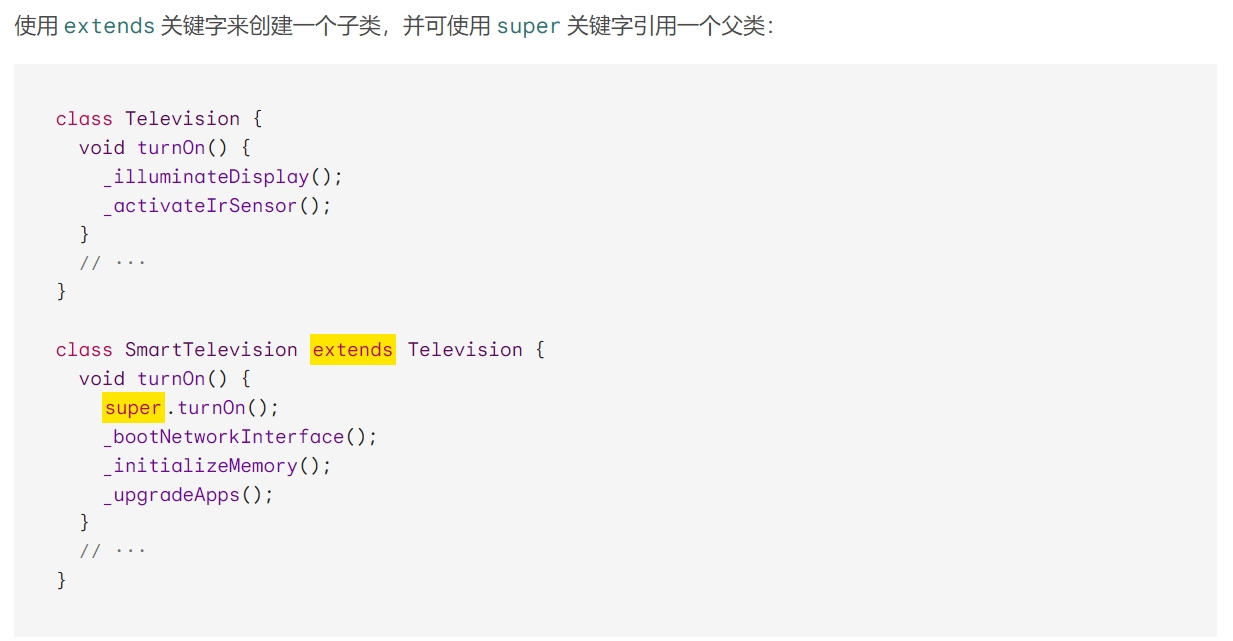 使用 extends 关键字来创建一个子类，并可使用 super 关键字引用一个父类：
class Television {
  void turnOn() {
    _illuminateDisplay();
    _activateIrSensor();
  }
  // ···
}
class SmartTelevision extends Television {
  void turnOn() {
    super.turnOn();
    _bootNetworkInterface();
    _initializeMemory();
    _upgradeApps();
  }
  // ···
}